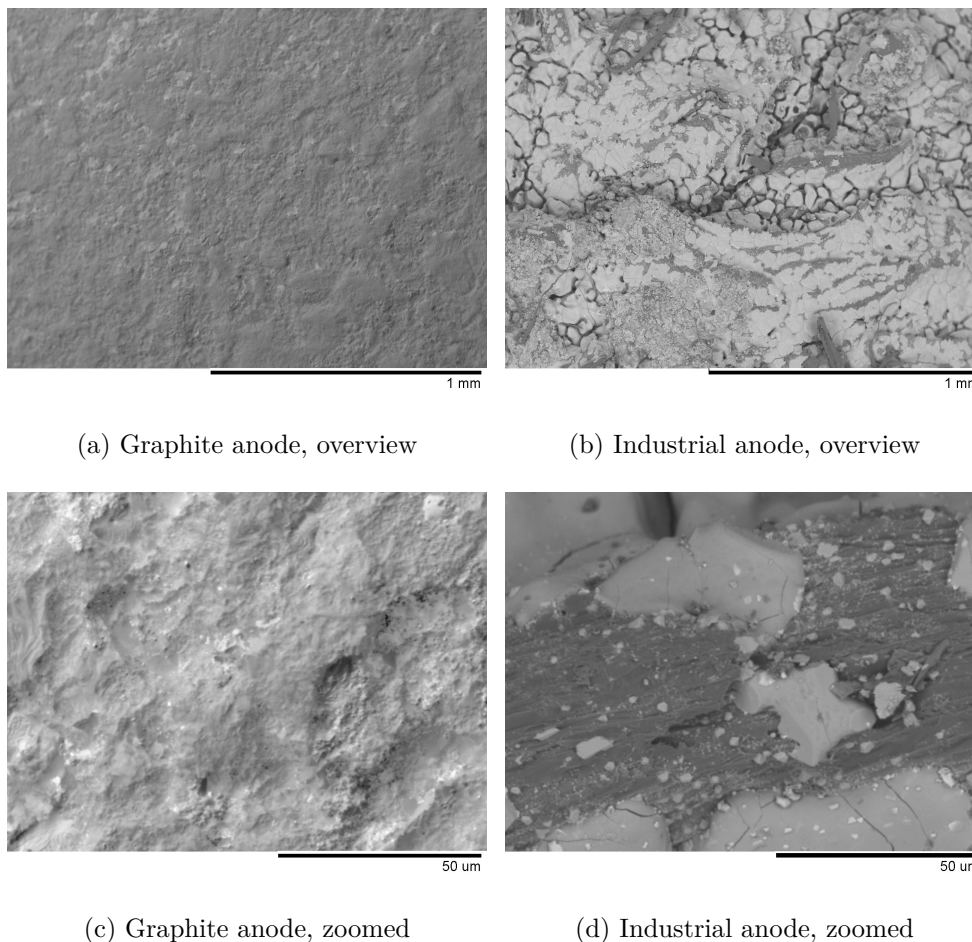 1 mm
1 mm
(a) Graphite anode, overview
(b) Industrial anode, overview
50 um
50 um
(c) Graphite anode, zoomed
(d) Industrial anode, zoomed